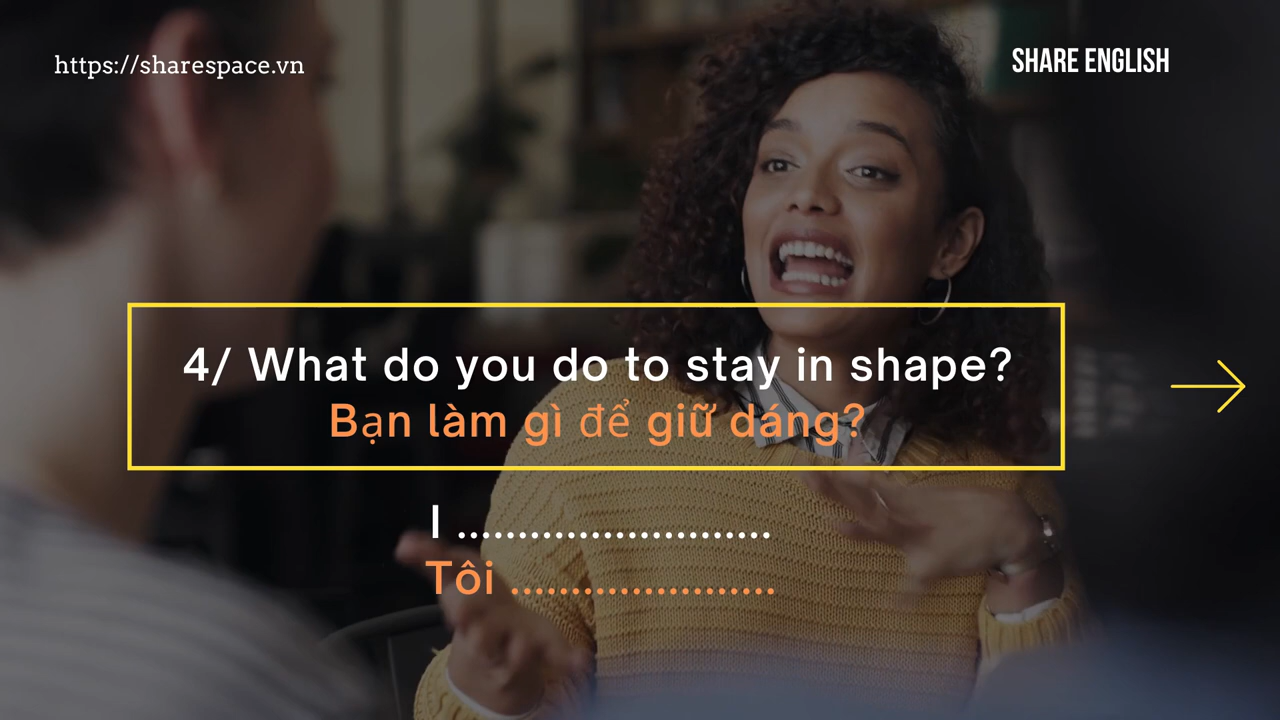 https://sharespace.vn
SHARE ENGLISH
4/ What do you do to stay in shape?
Bạn làm gì để giữ dáng?
I ..........................
Tôi ......................